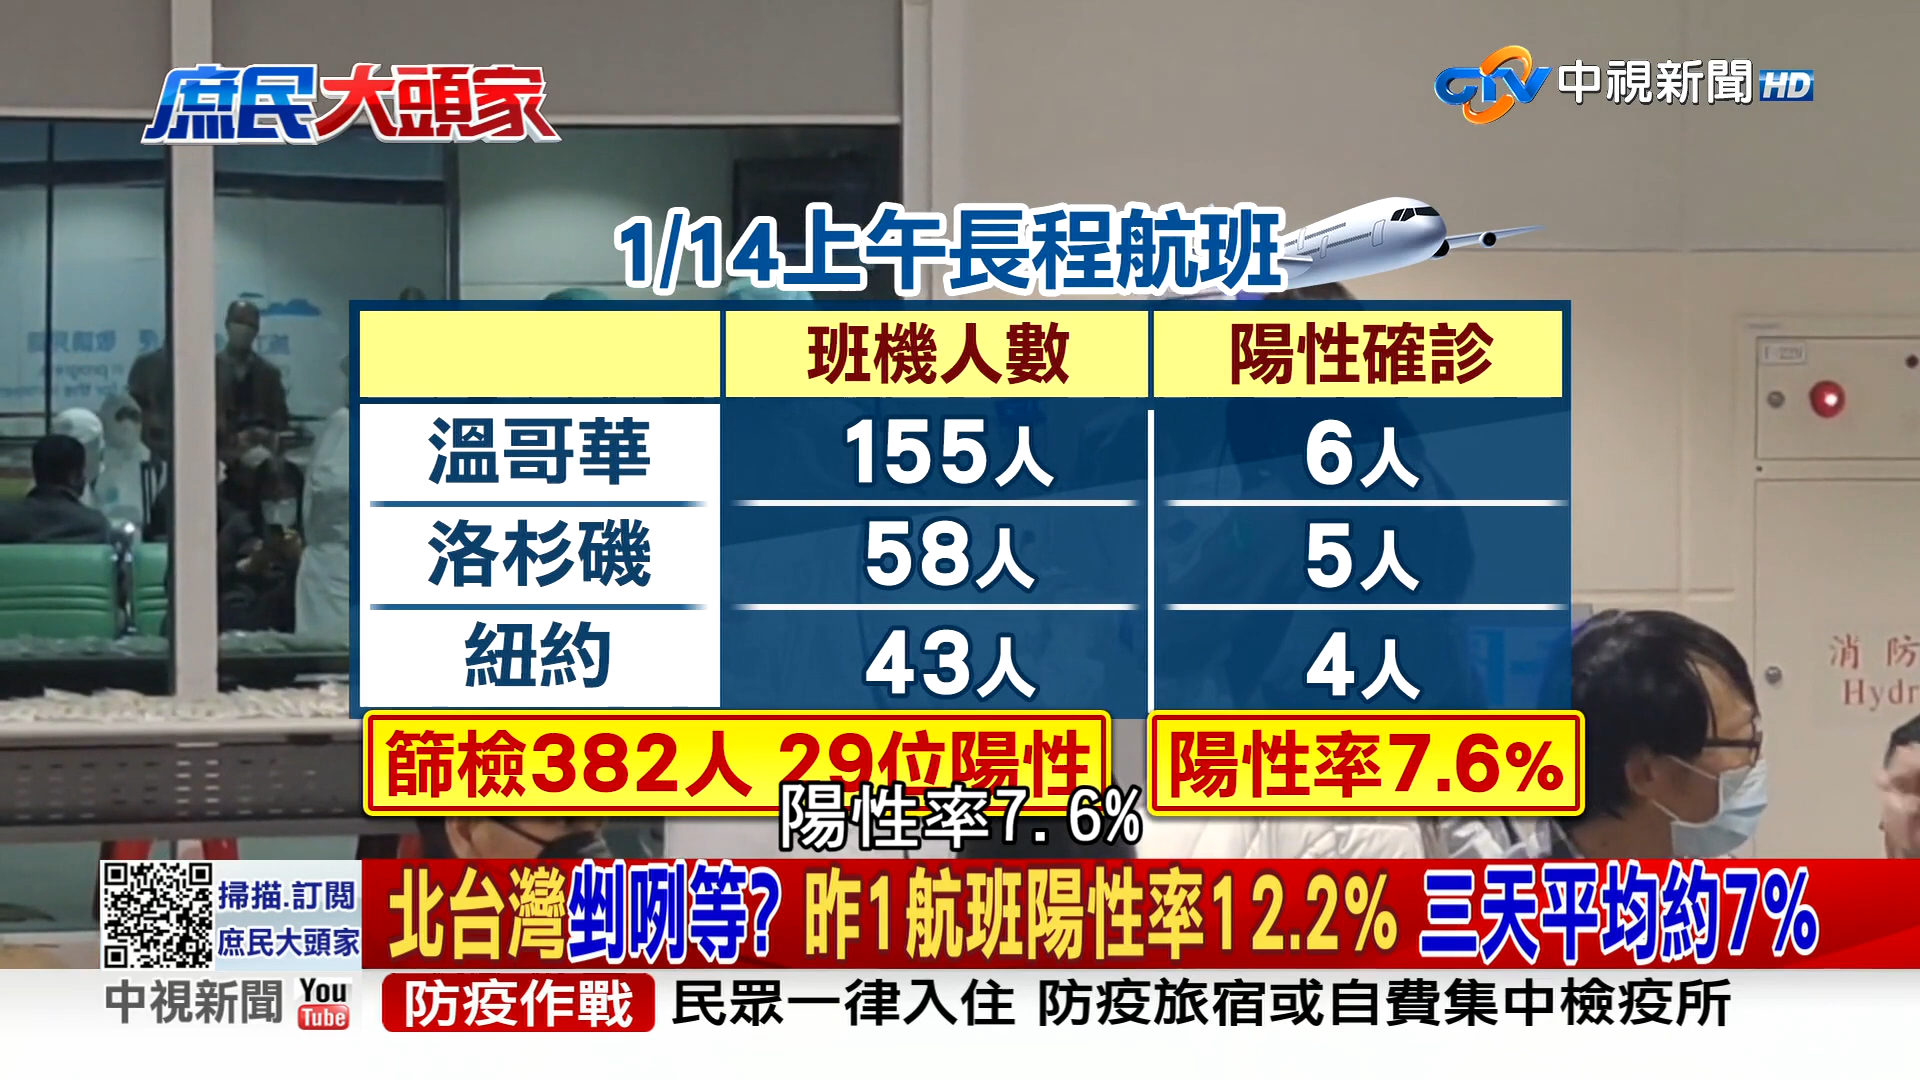 庶民大頭家
CTV中視新聞HD
1/14上午長程航班
班機人數 陽性確診
溫哥華 155人 6人
洛杉磯 58人 5人
紐約 43人 4人
篩檢382人 29位陽性 陽性率7.6%
陽性率7.6%
掃描.訂閱
庶民大頭家
北台灣剉咧等? 昨1航班陽性率12.2% 三天平均約7%
中視新聞 YouTube
防疫作戰 民眾一律入住 防疫旅宿或自費集中檢疫所
消防
Hydr